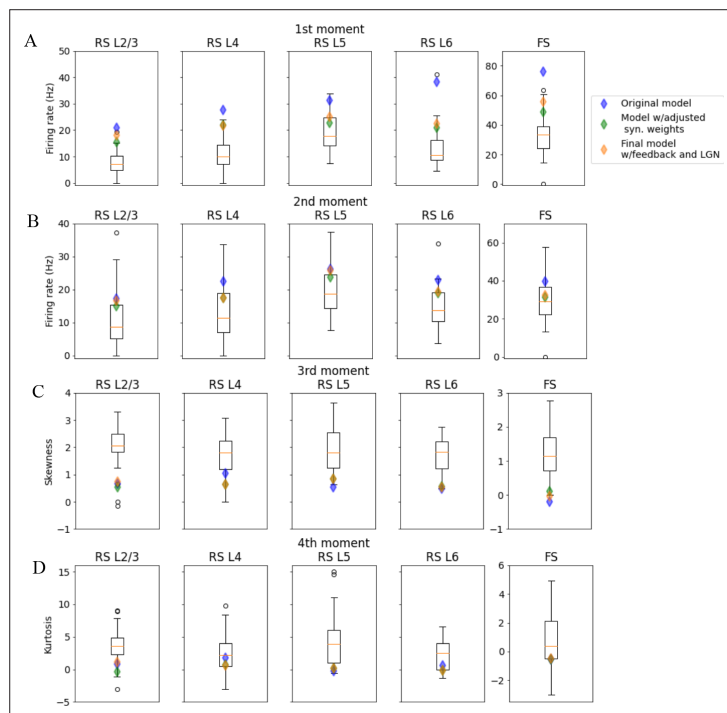 A
1st moment
RS L2/3 RS L4 RS L5 RS L6 FS
Firing rate (Hz)
50
40
30
20
10
0
80
60
40
20
0
Original model
Model w/adjusted
syn. weights
Final model
w/feedback and LGN
B
2nd moment
RS L2/3 RS L4 RS L5 RS L6 FS
Firing rate (Hz)
40
30
20
10
0
60
40
20
0
C
3rd moment
RS L2/3 RS L4 RS L5 RS L6 FS
Skewness
4
3
2
1
0
−1
3
2
1
0
−1
D
4th moment
RS L2/3 RS L4 RS L5 RS L6 FS
Kurtosis
15
10
5
0
−5
6
4
2
0
−2